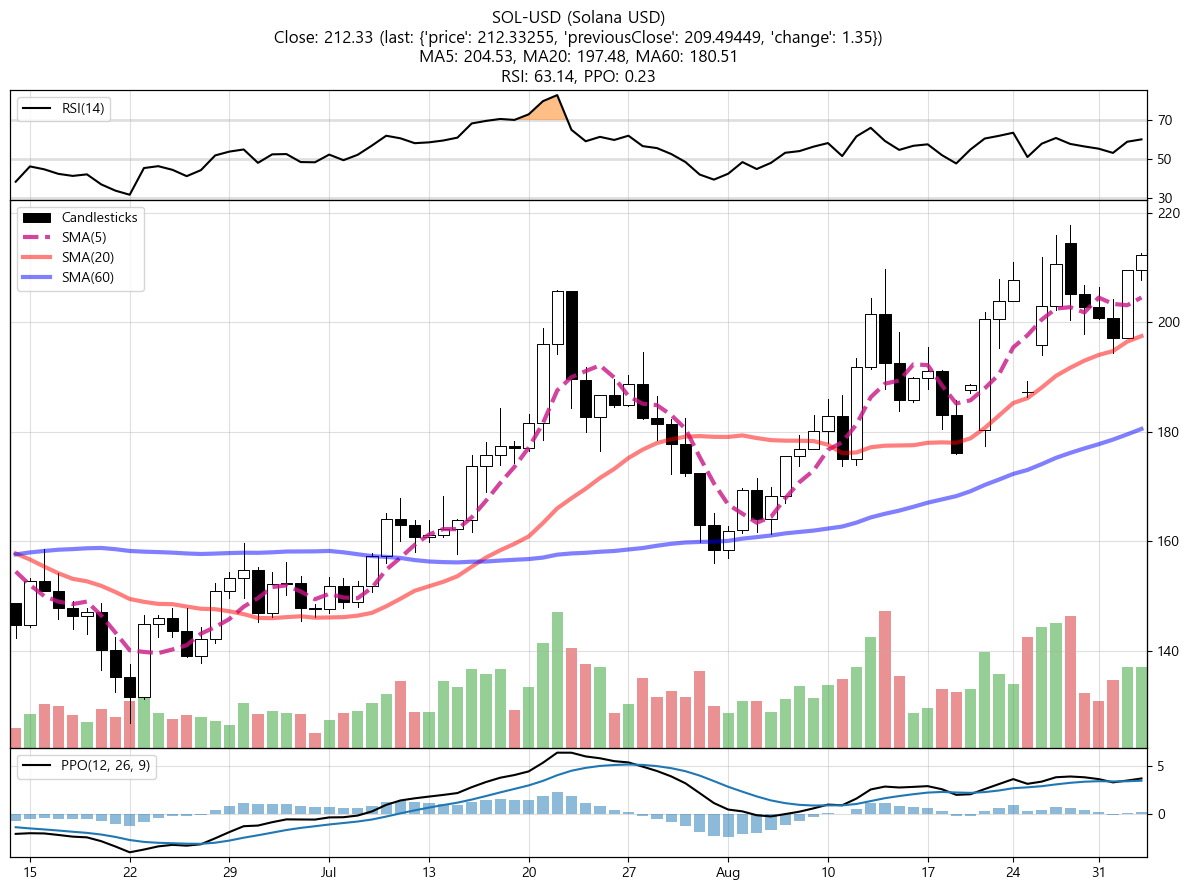 SOL-USD (Solana USD)
Close: 212.33 (last: {'price': 212.33255, 'previousClose': 209.49449, 'change': 1.35})
MA5: 204.53, MA20: 197.48, MA60: 180.51
RSI: 63.14, PPO: 0.23
RSI(14)
70
50
30
Candlesticks
SMA(5)
SMA(20)
SMA(60)
220
200
180
160
140
PPO(12, 26, 9)
5
0
15 22 29 Jul 13 20 27 Aug 10 17 24 31